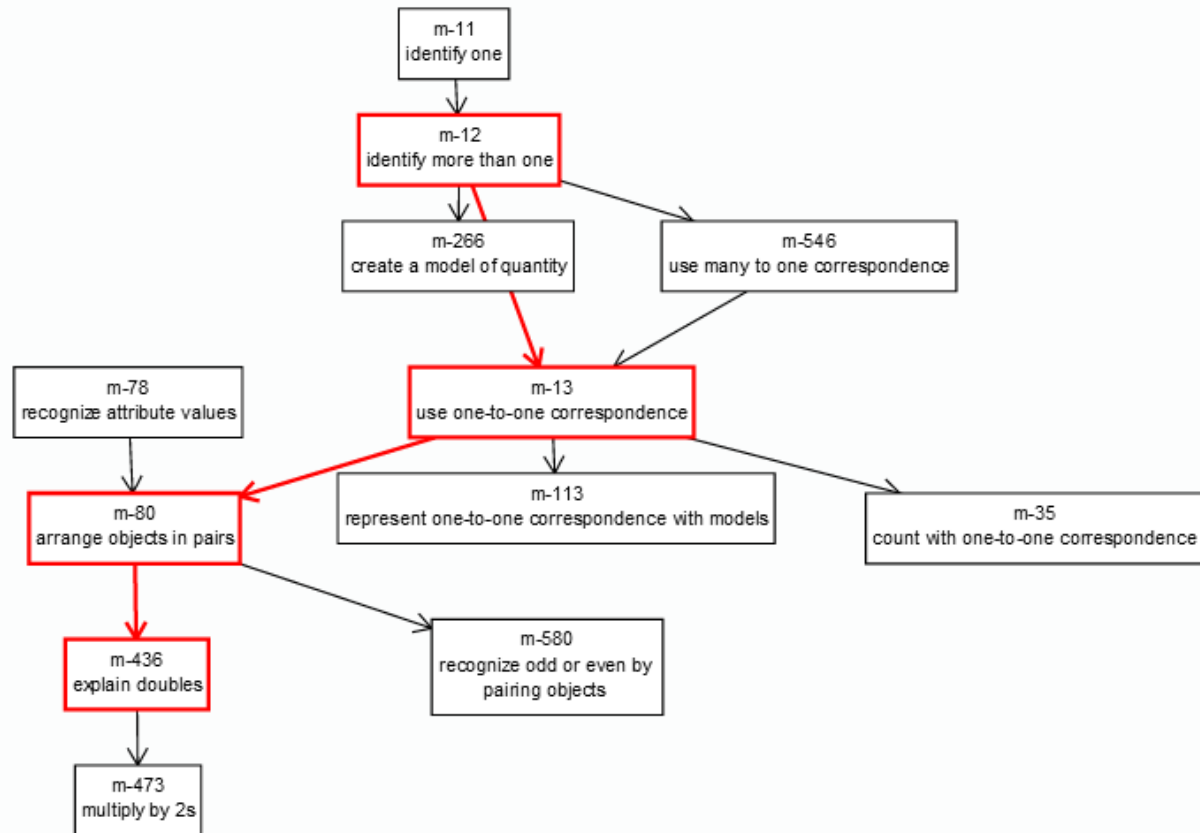 m-11
identify one
m-12
identify more than one
m-266
create a model of quantity
m-546
use many to one correspondence
m-78
recognize attribute values
m-13
use one-to-one correspondence
m-80
arrange objects in pairs
m-113
represent one-to-one correspondence with models
m-35
count with one-to-one correspondence
m-436
explain doubles
m-580
recognize odd or even by
pairing objects
m-473
multiply by 2s